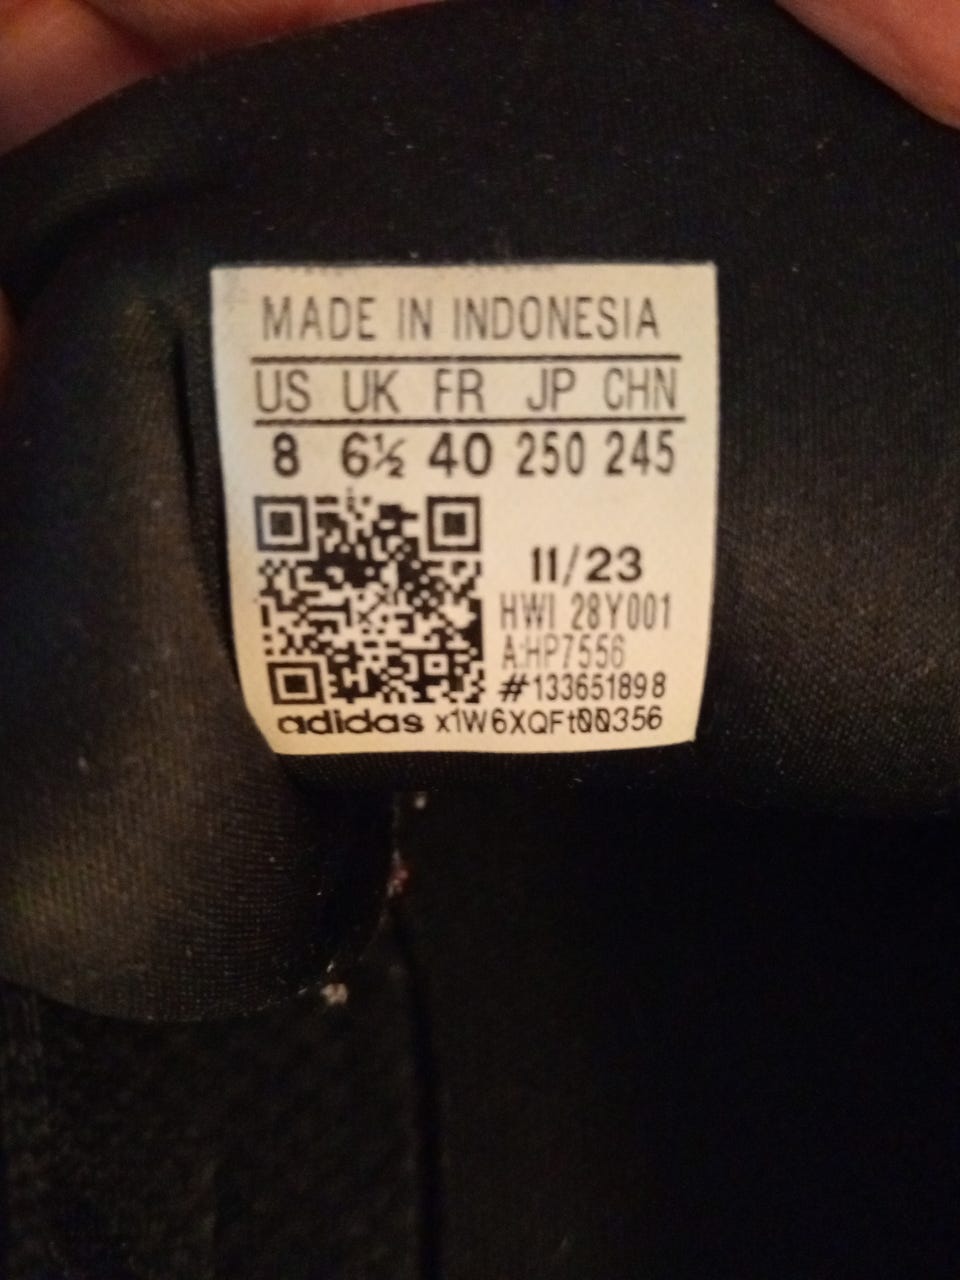 MADE IN INDONESIA
US UK FR JP CHN
8 6½ 40 250 245
11/23
HWI 28Y001
A:HP7556
#133651898
adidas x1W6XQFt00356